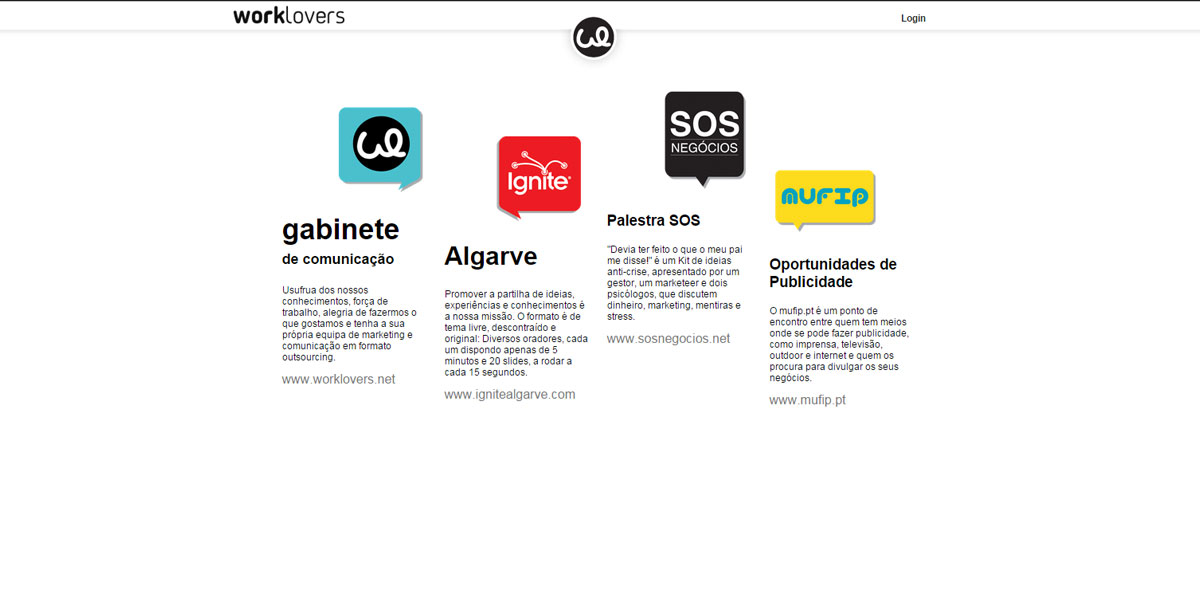 worklovers
Login
wl
wl
gabinete
de comunicação
Usufrua dos nossos
conhecimentos, força de
trabalho, alegria de fazermos o
que gostamos e tenha a sua
própria equipa de marketing e
comunicação em formato
outsourcing.
www.worklovers.net
Ignite®
Algarve
Promover a partilha de ideias,
experiências e conhecimentos è
a nossa missão. O formato é de
tema livre, descontraído e
original: Diversos oradores, cada
um dispondo apenas de 5
minutos e 20 slides, a rodar a
cada 15 segundos.
www.ignitealgarve.com
SOS
NEGÓCIOS
Palestra SOS
"Devia ter feito o que o meu pai
me disse!" è um Kit de ideias
anti-crise, apresentado por um
gestor, um marketeer e dois
psicólogos, que discutem
dinheiro, marketing, mentiras e
stress.
www.sosnegocios.net
MUFIP
Oportunidades de
Publicidade
O mufip.pt è um ponto de
encontro entre quem tem meios
onde se pode fazer publicidade,
como imprensa, televisão,
outdoor e internet e quem os
procura para divulgar os seus
negócios.
www.mufip.pt